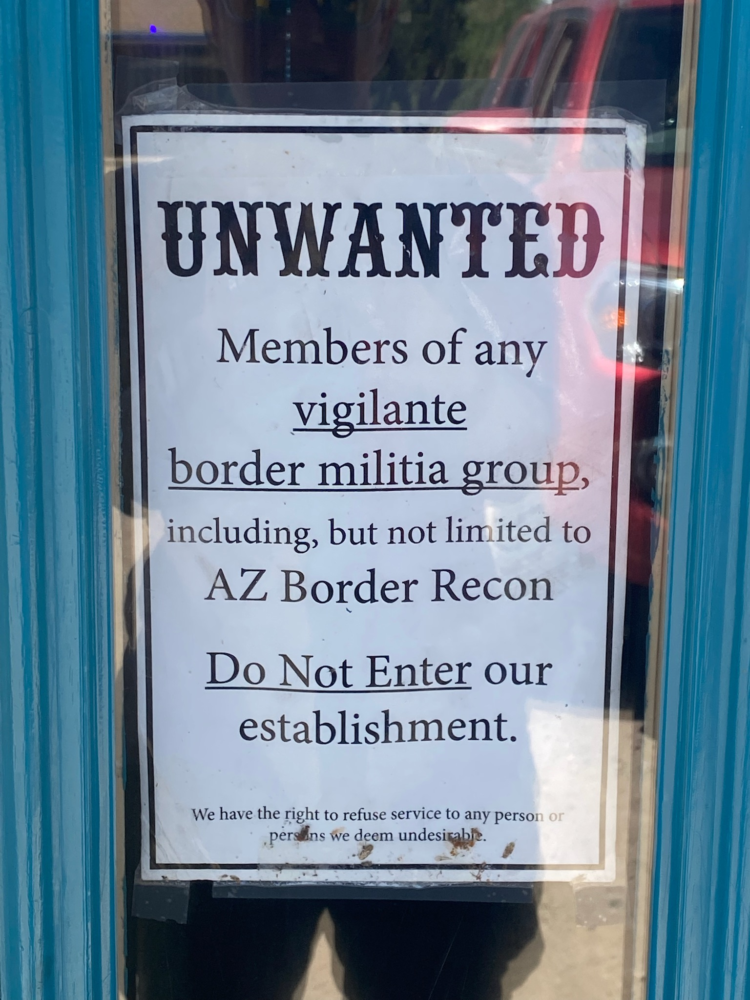 UNWANTED
Members of any
vigilante
border militia group,
including, but not limited to
AZ Border Recon
Do Not Enter our
establishment.
We have the right to refuse service to any person or
persons we deem undesirable.